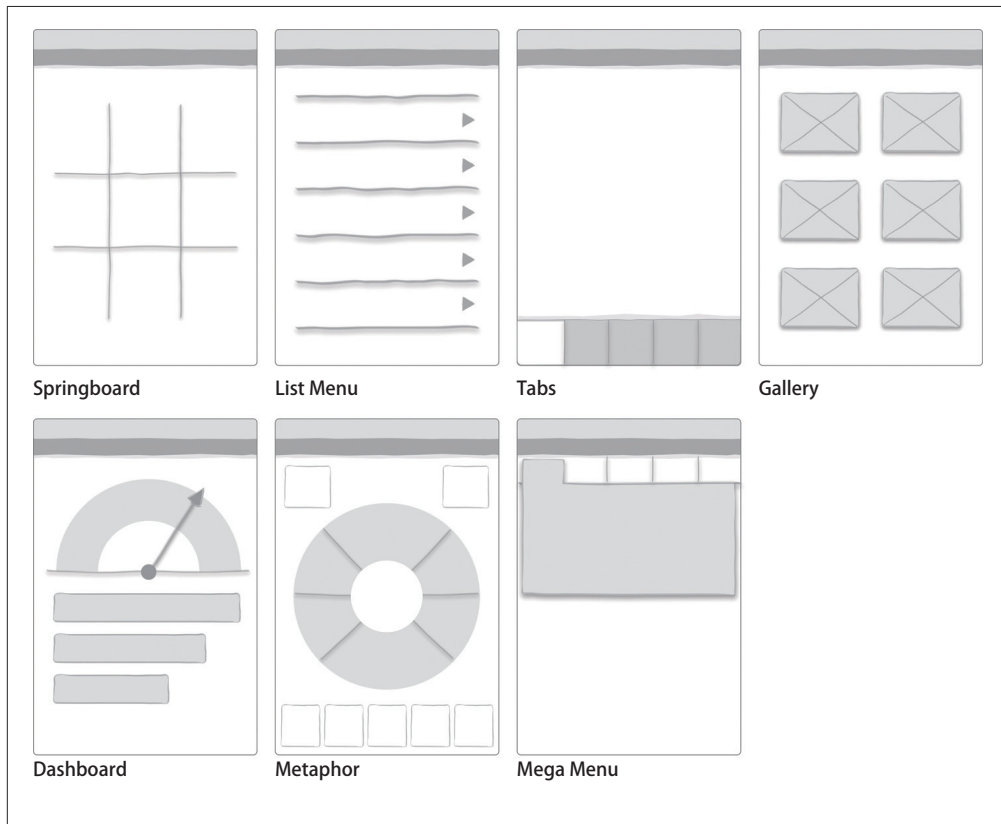 Springboard
List Menu
Tabs
Gallery
Dashboard
Metaphor
Mega Menu